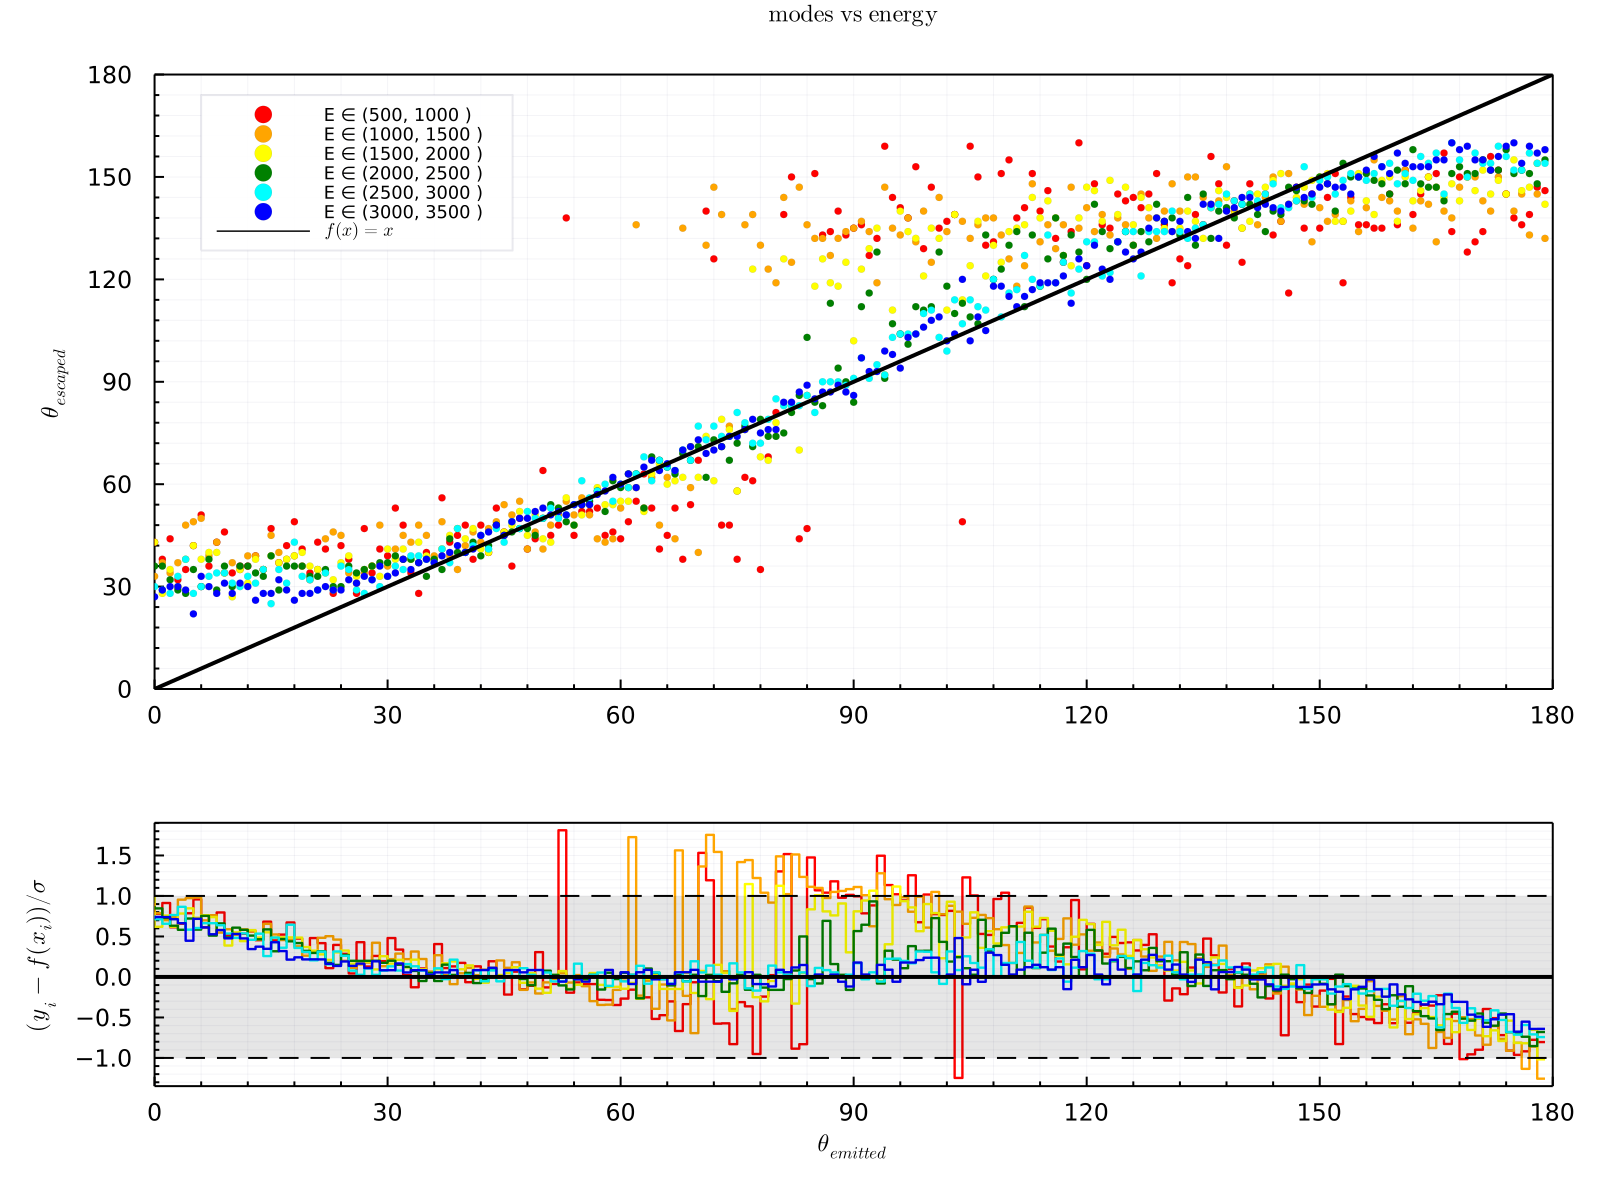 modes vs energy
180
150
120
90
60
30
0
θ_escaped
E ∈ (500, 1000 )
E ∈ (1000, 1500 )
E ∈ (1500, 2000 )
E ∈ (2000, 2500 )
E ∈ (2500, 3000 )
E ∈ (3000, 3500 )
f(x) = x
0 30 60 90 120 150 180
(y_i − f(x_i))/σ
1.5
1.0
0.5
0.0
−0.5
−1.0
0 30 60 90 120 150 180
θ_emitted